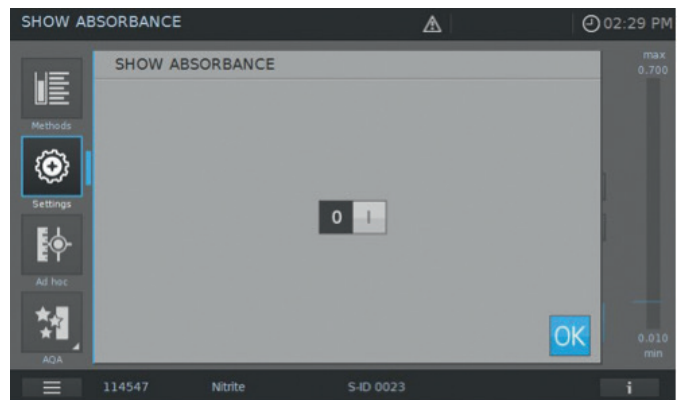 SHOW ABSORBANCE 02:29 PM
SHOW ABSORBANCE
max
0.700
Methods
Settings
0 I
Ad hoc
AQA
OK
0.010
min
114547 Nitrite S-ID 0023 i